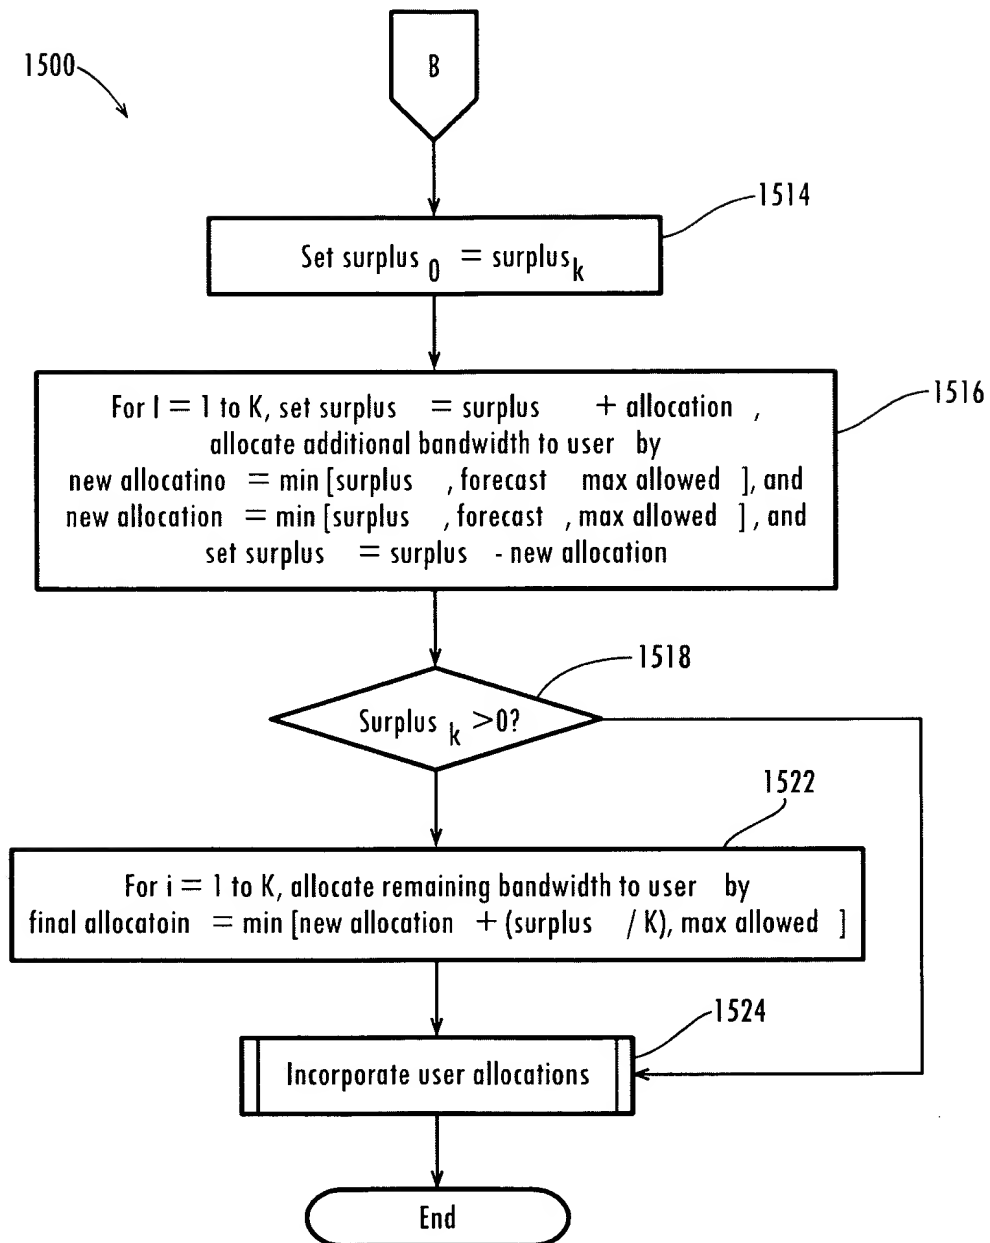 1500
B
1514
Set surplus 0 = surplus k
1516
For I = 1 to K, set surplus = surplus + allocation ,
allocate additional bandwidth to user by
new allocatino = min [surplus , forecast max allowed ], and
new allocation = min [surplus , forecast , max allowed ] , and
set surplus = surplus - new allocation
1518
Surplus k >0?
1522
For i = 1 to K, allocate remaining bandwidth to user by
final allocatoin = min [new allocation + (surplus / K), max allowed ]
1524
Incorporate user allocations
End